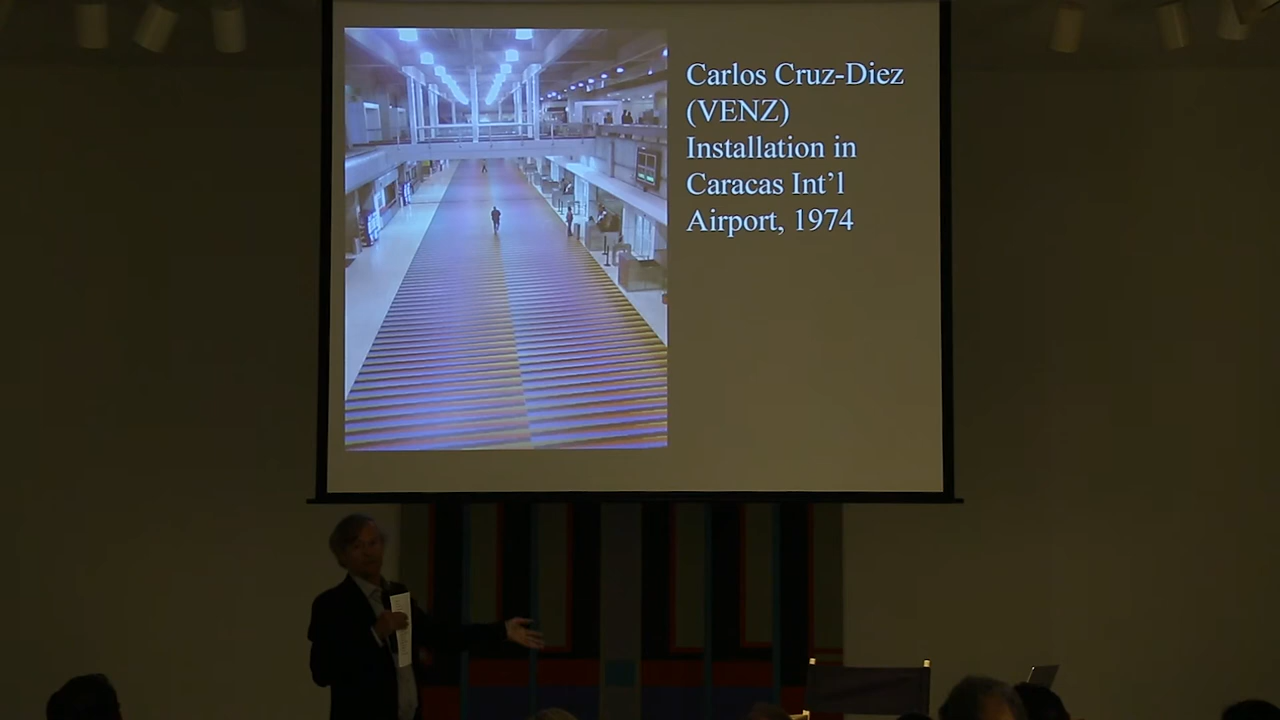 Carlos Cruz-Diez
(VENZ)
Installation in
Caracas Int’l
Airport, 1974